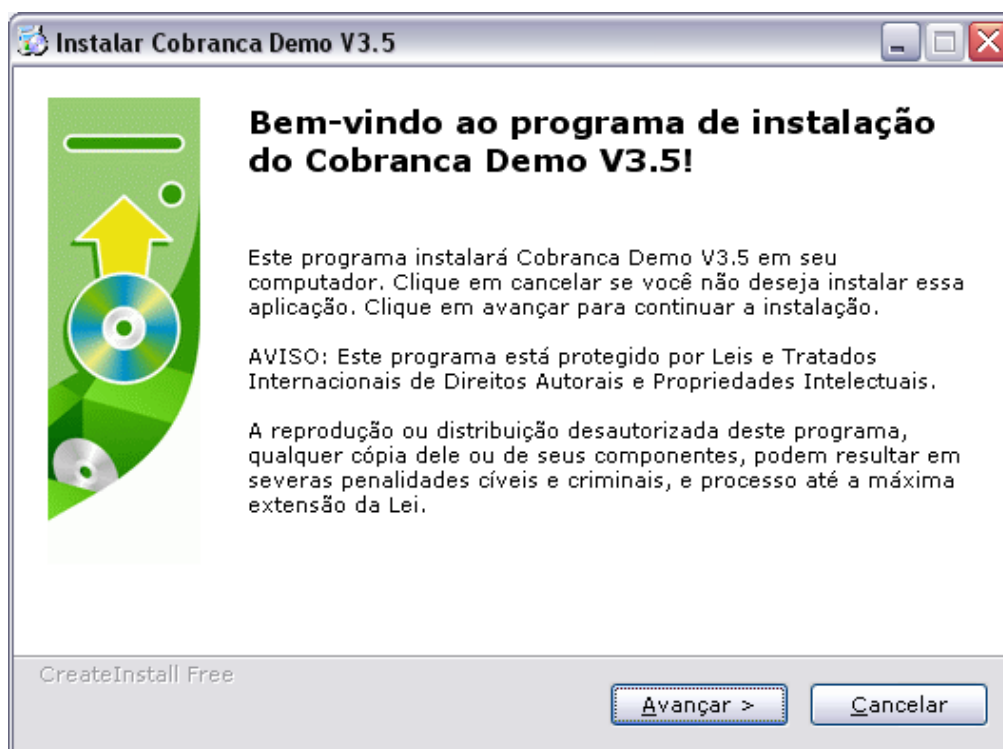 Instalar Cobranca Demo V3.5
Bem-vindo ao programa de instalação
do Cobranca Demo V3.5!
Este programa instalará Cobranca Demo V3.5 em seu
computador. Clique em cancelar se você não deseja instalar essa
aplicação. Clique em avançar para continuar a instalação.
AVISO: Este programa está protegido por Leis e Tratados
Internacionais de Direitos Autorais e Propriedades Intelectuais.
A reprodução ou distribuição desautorizada deste programa,
qualquer cópia dele ou de seus componentes, podem resultar em
severas penalidades cíveis e criminais, e processo até a máxima
extensão da Lei.
CreateInstall Free
Avançar >
Cancelar